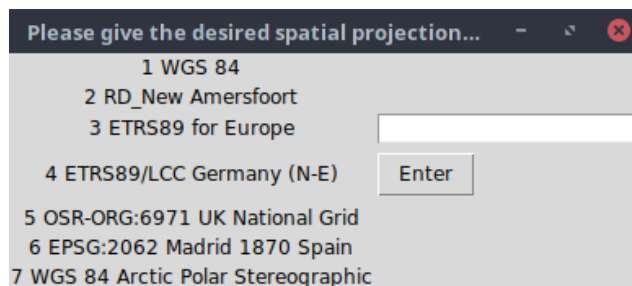 Please give the desired spatial projection...
1 WGS 84
2 RD_New Amersfoort
3 ETRS89 for Europe
4 ETRS89/LCC Germany (N-E)
Enter
5 OSR-ORG:6971 UK National Grid
6 EPSG:2062 Madrid 1870 Spain
7 WGS 84 Arctic Polar Stereographic